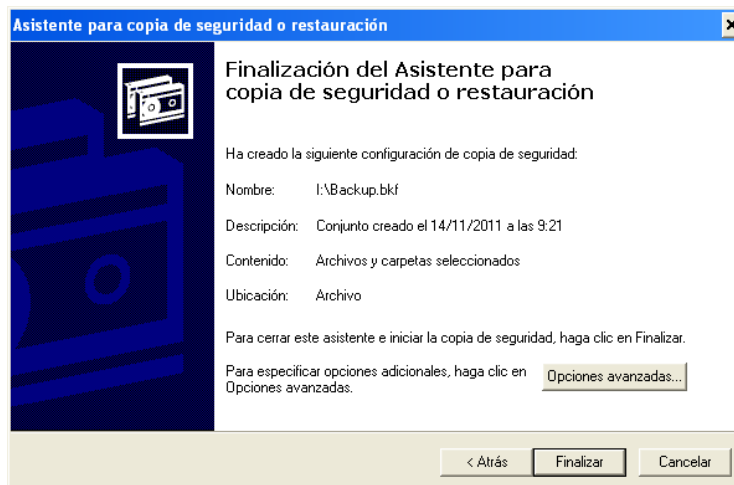 Asistente para copia de seguridad o restauración
Finalización del Asistente para
copia de seguridad o restauración
Ha creado la siguiente configuración de copia de seguridad:
Nombre: I:\Backup.bkf
Descripción: Conjunto creado el 14/11/2011 a las 9:21
Contenido: Archivos y carpetas seleccionados
Ubicación: Archivo
Para cerrar este asistente e iniciar la copia de seguridad, haga clic en Finalizar.
Para especificar opciones adicionales, haga clic en
Opciones avanzadas.
Opciones avanzadas...
< Atrás Finalizar Cancelar